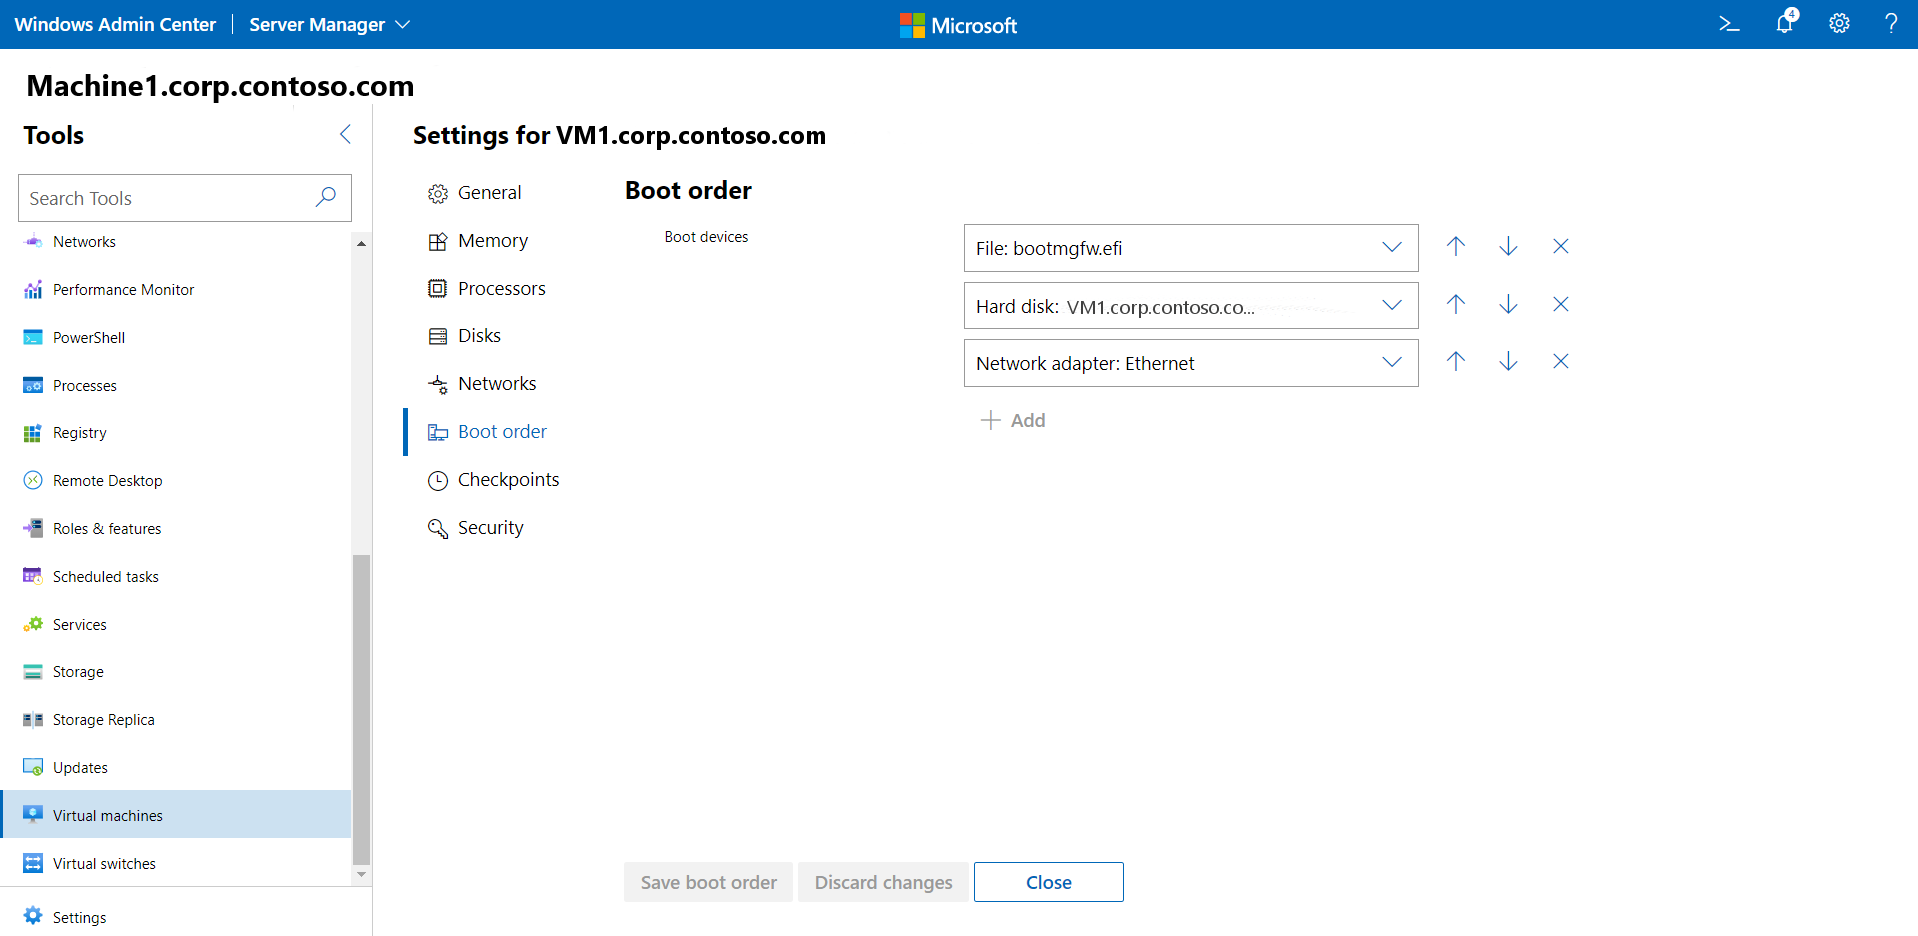 Windows Admin Center
Server Manager
Microsoft
4
Machine1.corp.contoso.com
Tools
Search Tools
Networks
Performance Monitor
PowerShell
Processes
Registry
Remote Desktop
Roles & features
Scheduled tasks
Services
Storage
Storage Replica
Updates
Virtual machines
Virtual switches
Settings
Settings for VM1.corp.contoso.com
General
Memory
Processors
Disks
Networks
Boot order
Checkpoints
Security
Boot order
Boot devices
File: bootmgfw.efi
Hard disk: VM1.corp.contoso.co...
Network adapter: Ethernet
Add
Save boot order
Discard changes
Close